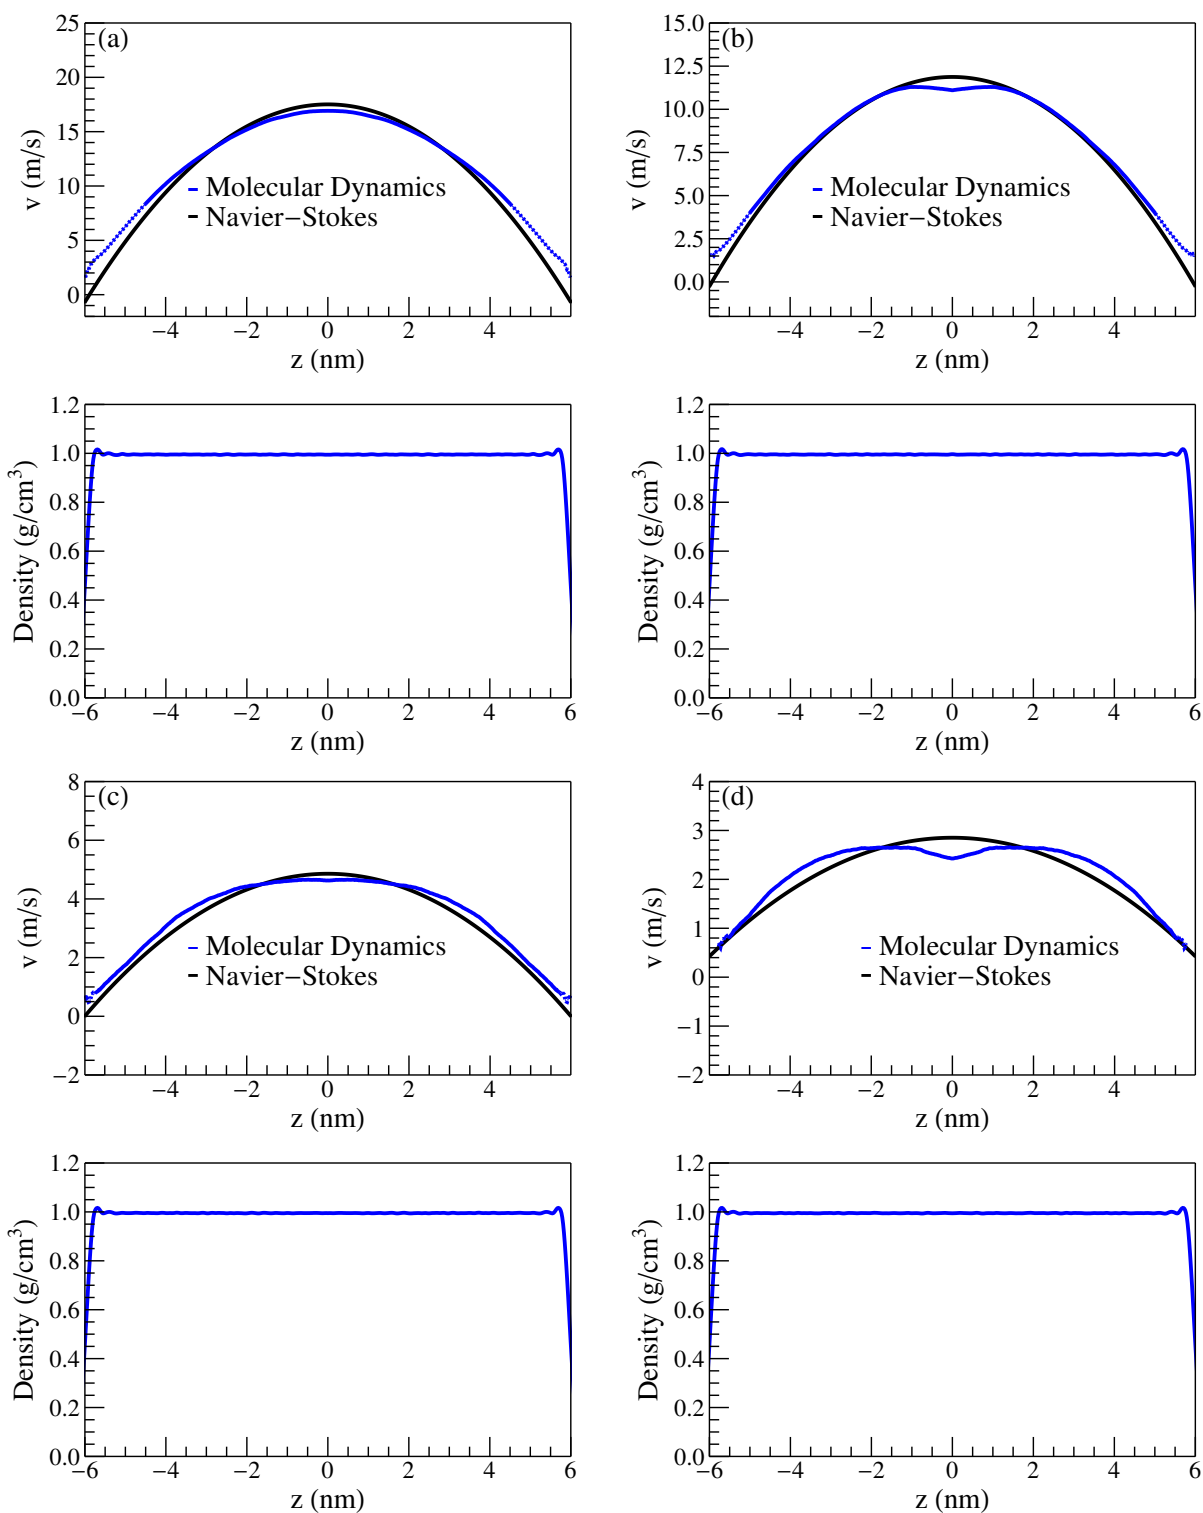 (a)
25
20
15
10
5
0
v (m/s)
Molecular Dynamics
Navier−Stokes
−4 −2 0 2 4
z (nm)
(b)
15.0
12.5
10.0
7.5
5.0
2.5
0.0
v (m/s)
Molecular Dynamics
Navier−Stokes
−4 −2 0 2 4
z (nm)
1.2
1.0
0.8
0.6
0.4
0.2
0.0
Density (g/cm³)
−6 −4 −2 0 2 4 6
z (nm)
1.2
1.0
0.8
0.6
0.4
0.2
0.0
Density (g/cm³)
−6 −4 −2 0 2 4 6
z (nm)
(c)
8
6
4
2
0
−2
v (m/s)
Molecular Dynamics
Navier−Stokes
−4 −2 0 2 4
z (nm)
(d)
4
3
2
1
0
−1
−2
v (m/s)
Molecular Dynamics
Navier−Stokes
−4 −2 0 2 4
z (nm)
1.2
1.0
0.8
0.6
0.4
0.2
0.0
Density (g/cm³)
−6 −4 −2 0 2 4 6
z (nm)
1.2
1.0
0.8
0.6
0.4
0.2
0.0
Density (g/cm³)
−6 −4 −2 0 2 4 6
z (nm)